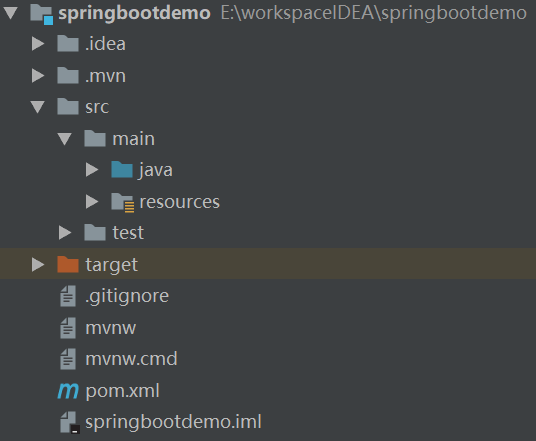 springbootdemo E:\workspaceIDEA\springbootdemo
.idea
.mvn
src
main
java
resources
test
target
.gitignore
mvnw
mvnw.cmd
pom.xml
springbootdemo.iml